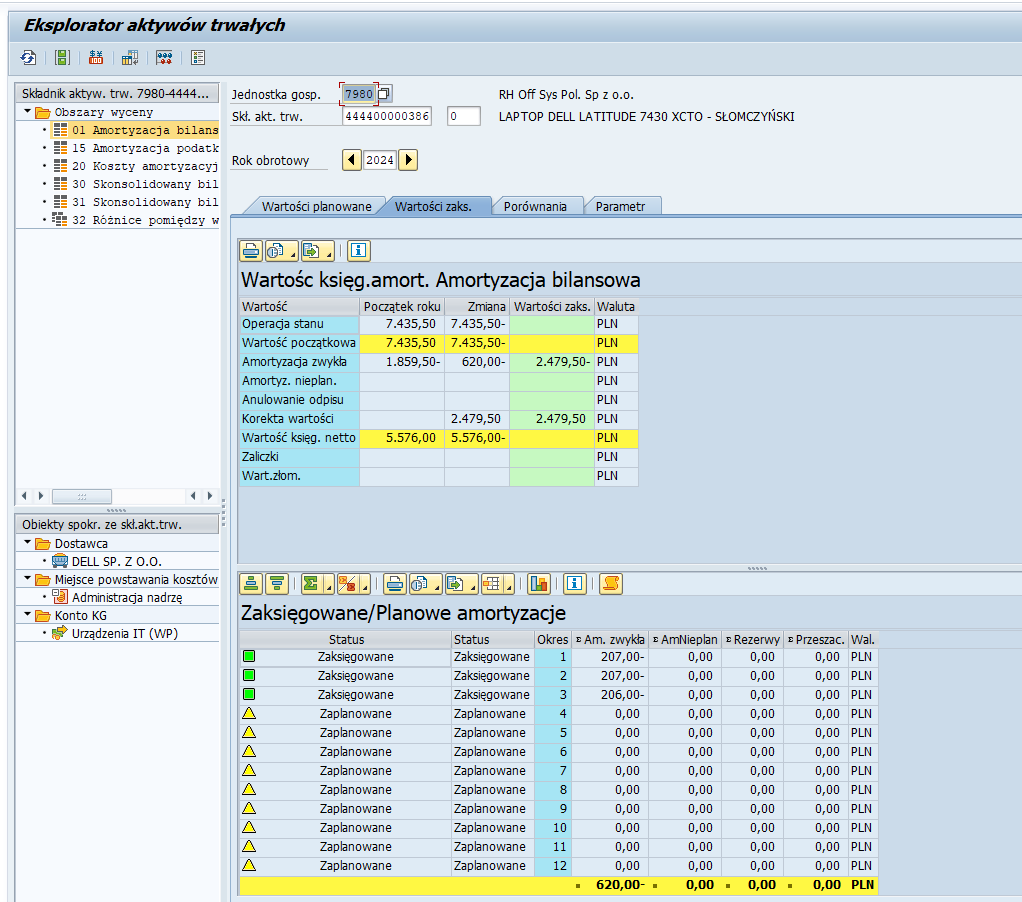 Eksplorator aktywów trwałych
Składnik aktyw. trw. 7980-4444...
Obszary wyceny
01 Amortyzacja bilans
15 Amortyzacja podatk
20 Koszty amortyzacyj
30 Skonsolidowany bil
31 Skonsolidowany bil
32 Różnice pomiędzy w
Obiekty spokr. ze skł.akt.trw.
Dostawca
DELL SP. Z O.O.
Miejsce powstawania kosztów
Administracja nadrzę
Konto KG
Urządzenia IT (WP)
Jednostka gosp. 7980 RH Off Sys Pol. Sp z o.o.
Skł. akt. trw. 444400000386 0 LAPTOP DELL LATITUDE 7430 XCTO - SŁOMCZYŃSKI
Rok obrotowy 2024
Wartości planowane Wartości zaks. Porównania Parametr
Wartośc księg.amort. Amortyzacja bilansowa
Wartość Początek roku Zmiana Wartości zaks. Waluta
Operacja stanu 7.435,50 7.435,50- PLN
Wartość początkowa 7.435,50 7.435,50- PLN
Amortyzacja zwykła 1.859,50- 620,00- 2.479,50- PLN
Amortyz. nieplan. PLN
Anulowanie odpisu PLN
Korekta wartości 2.479,50 2.479,50 PLN
Wartość księg. netto 5.576,00 5.576,00- PLN
Zaliczki PLN
Wart.złom. PLN
Zaksięgowane/Planowe amortyzacje
Status Status Okres Am. zwykła AmNieplan Rezerwy Przeszac. Wal.
Zaksięgowane Zaksięgowane 1 207,00- 0,00 0,00 0,00 PLN
Zaksięgowane Zaksięgowane 2 207,00- 0,00 0,00 0,00 PLN
Zaksięgowane Zaksięgowane 3 206,00- 0,00 0,00 0,00 PLN
Zaplanowane Zaplanowane 4 0,00 0,00 0,00 0,00 PLN
Zaplanowane Zaplanowane 5 0,00 0,00 0,00 0,00 PLN
Zaplanowane Zaplanowane 6 0,00 0,00 0,00 0,00 PLN
Zaplanowane Zaplanowane 7 0,00 0,00 0,00 0,00 PLN
Zaplanowane Zaplanowane 8 0,00 0,00 0,00 0,00 PLN
Zaplanowane Zaplanowane 9 0,00 0,00 0,00 0,00 PLN
Zaplanowane Zaplanowane 10 0,00 0,00 0,00 0,00 PLN
Zaplanowane Zaplanowane 11 0,00 0,00 0,00 0,00 PLN
Zaplanowane Zaplanowane 12 0,00 0,00 0,00 0,00 PLN
620,00- 0,00 0,00 0,00 PLN